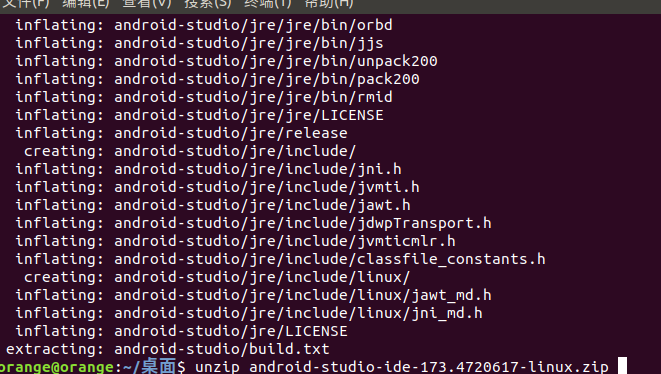 文件(F) 编辑(E) 查看(V) 搜索(S) 终端(T) 帮助(H)
inflating: android-studio/jre/jre/bin/orbd
inflating: android-studio/jre/jre/bin/jjs
inflating: android-studio/jre/jre/bin/unpack200
inflating: android-studio/jre/jre/bin/pack200
inflating: android-studio/jre/jre/bin/rmid
inflating: android-studio/jre/jre/LICENSE
inflating: android-studio/jre/release
creating: android-studio/jre/include/
inflating: android-studio/jre/include/jni.h
inflating: android-studio/jre/include/jvmti.h
inflating: android-studio/jre/include/jawt.h
inflating: android-studio/jre/include/jdwpTransport.h
inflating: android-studio/jre/include/jvmticmlr.h
inflating: android-studio/jre/include/classfile_constants.h
creating: android-studio/jre/include/linux/
inflating: android-studio/jre/include/linux/jawt_md.h
inflating: android-studio/jre/include/linux/jni_md.h
inflating: android-studio/jre/LICENSE
extracting: android-studio/build.txt
orange@orange:~/桌面$ unzip android-studio-ide-173.4720617-linux.zip